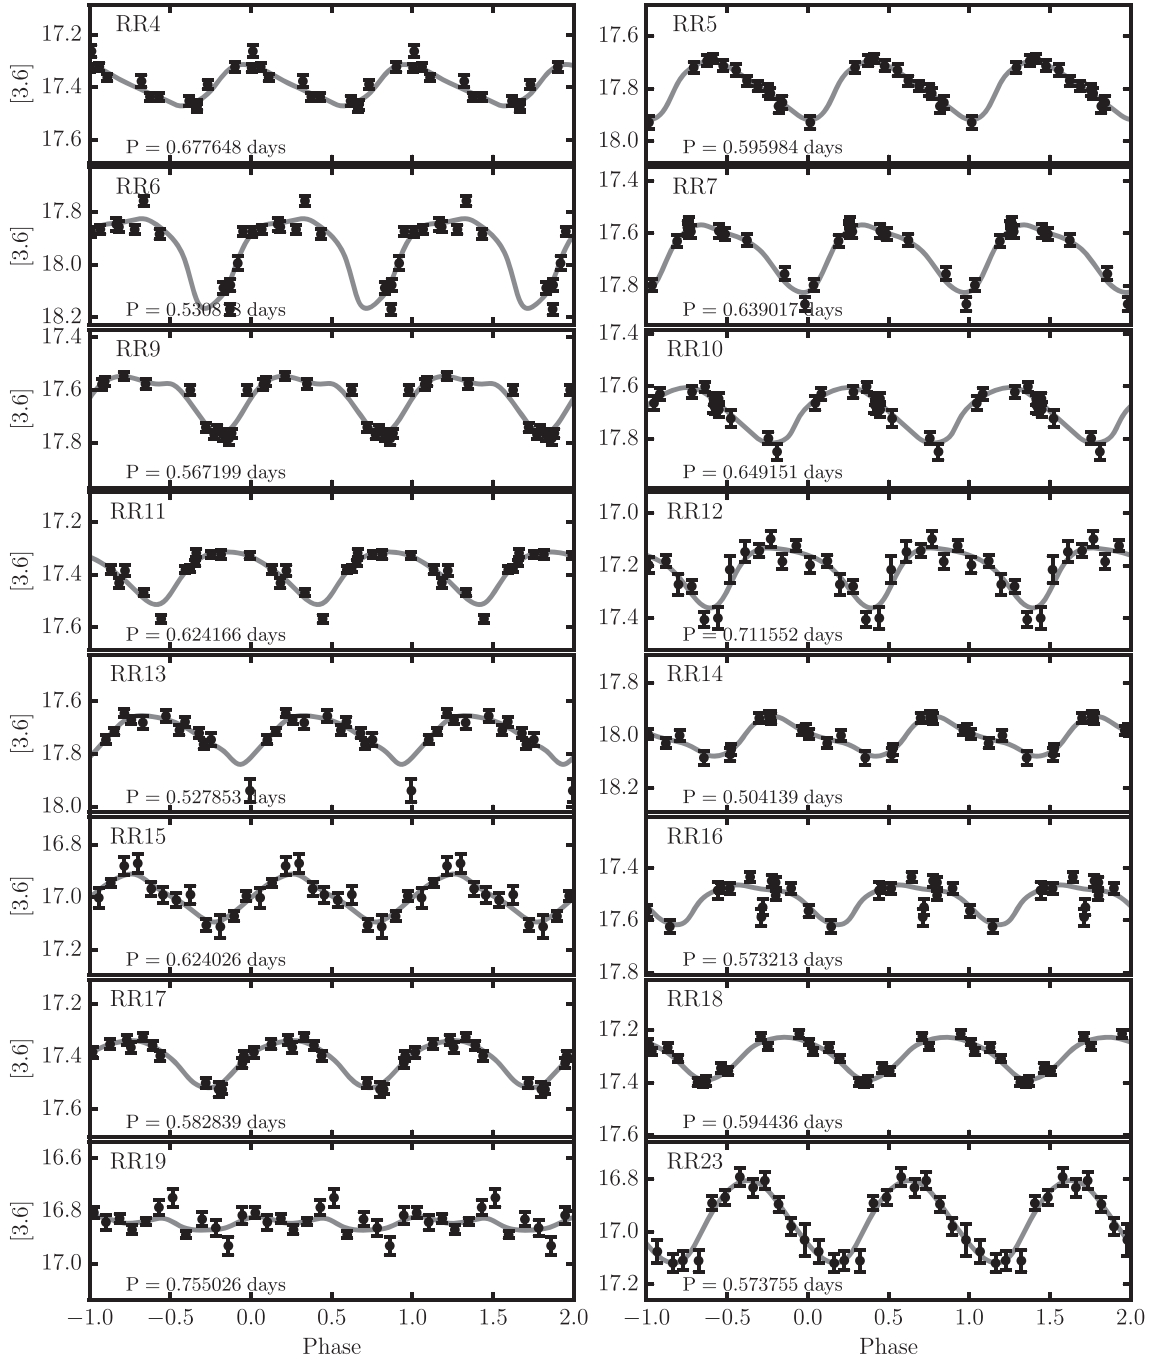 RR4
17.2
17.4
17.6
[3.6]
P = 0.677648 days
RR5
17.6
17.8
18.0
P = 0.595984 days
RR6
17.8
18.0
18.2
[3.6]
RR7
17.4
17.6
17.8
P = 0.639017 days
RR9
17.4
17.6
17.8
[3.6]
P = 0.567199 days
RR10
17.4
17.6
17.8
P = 0.649151 days
RR11
17.2
17.4
17.6
[3.6]
P = 0.624166 days
RR12
17.0
17.2
17.4
P = 0.711552 days
RR13
17.6
17.8
18.0
[3.6]
P = 0.527853 days
RR14
17.8
18.0
18.2
P = 0.504139 days
RR15
16.8
17.0
17.2
[3.6]
P = 0.624026 days
RR16
17.4
17.6
17.8
P = 0.573213 days
RR17
17.2
17.4
17.6
[3.6]
P = 0.582839 days
RR18
17.2
17.4
17.6
P = 0.594436 days
RR19
16.6
16.8
17.0
[3.6]
P = 0.755026 days
RR23
16.8
17.0
17.2
P = 0.573755 days
−1.0 −0.5 0.0 0.5 1.0 1.5 2.0
Phase
−1.0 −0.5 0.0 0.5 1.0 1.5 2.0
Phase